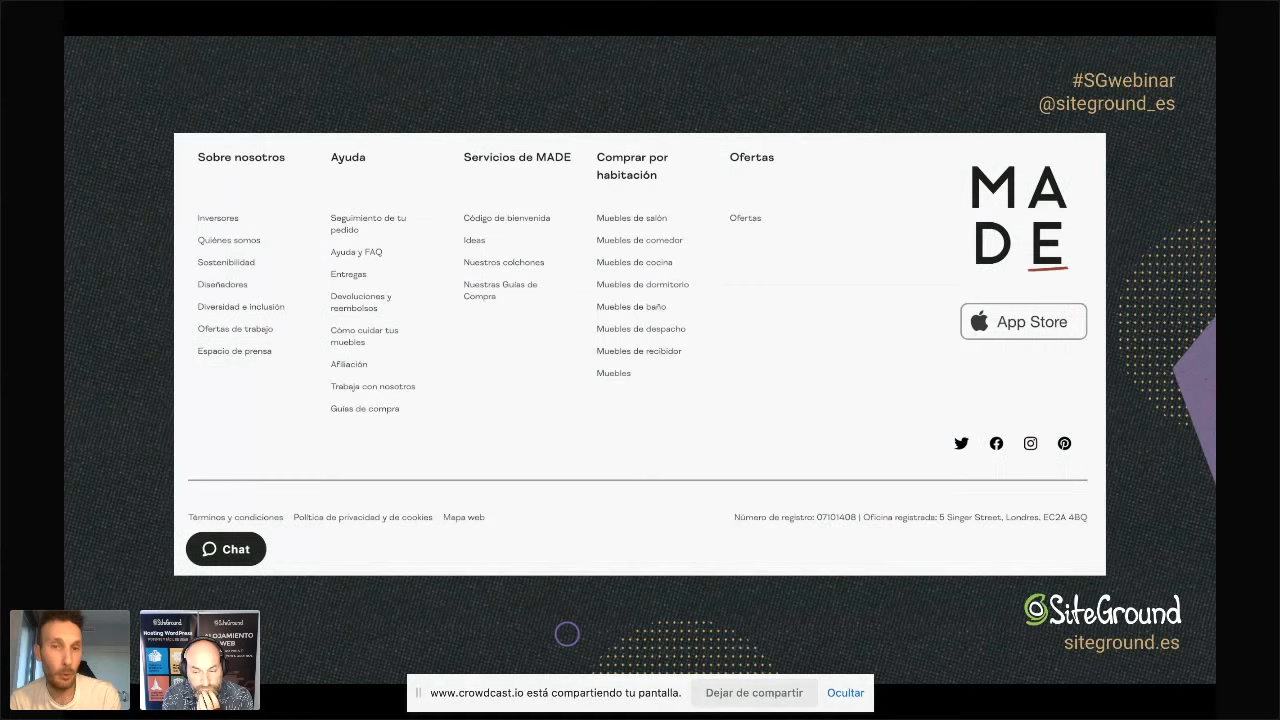 #SGwebinar
@siteground_es
Sobre nosotros
Inversores
Quiénes somos
Sostenibilidad
Diseñadores
Diversidad e inclusión
Ofertas de trabajo
Espacio de prensa
Ayuda
Seguimiento de tu
pedido
Ayuda y FAQ
Entregas
Devoluciones y
reembolsos
Cómo cuidar tus
muebles
Afiliación
Trabaja con nosotros
Guías de compra
Servicios de MADE
Código de bienvenida
Ideas
Nuestros colchones
Nuestras Guías de
Compra
Comprar por
habitación
Muebles de salón
Muebles de comedor
Muebles de cocina
Muebles de dormitorio
Muebles de baño
Muebles de despacho
Muebles de recibidor
Muebles
Ofertas
Ofertas
MA
DE
App Store
Términos y condiciones Política de privacidad y de cookies Mapa web
Número de registro: 07101408 | Oficina registrada: 5 Singer Street, Londres, EC2A 4BQ
Chat
SiteGround
siteground.es
SiteGround
Hosting WordPress
SiteGround
ALOJAMIENTO
WEB
www.crowdcast.io está compartiendo tu pantalla. Dejar de compartir Ocultar